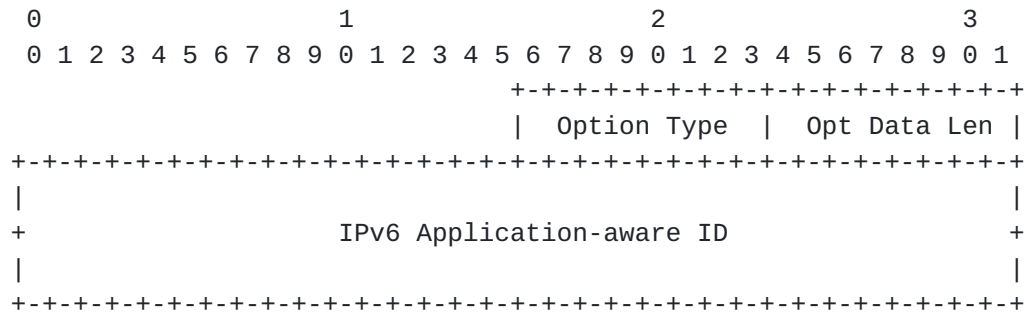 0                   1                   2                   3
 0 1 2 3 4 5 6 7 8 9 0 1 2 3 4 5 6 7 8 9 0 1 2 3 4 5 6 7 8 9 0 1
                                +-+-+-+-+-+-+-+-+-+-+-+-+-+-+-+-+
                                |  Option Type  |  Opt Data Len |
+-+-+-+-+-+-+-+-+-+-+-+-+-+-+-+-+-+-+-+-+-+-+-+-+-+-+-+-+-+-+-+-+
|                                                               |
+                    IPv6 Application-aware ID                  +
|                                                               |
+-+-+-+-+-+-+-+-+-+-+-+-+-+-+-+-+-+-+-+-+-+-+-+-+-+-+-+-+-+-+-+-+